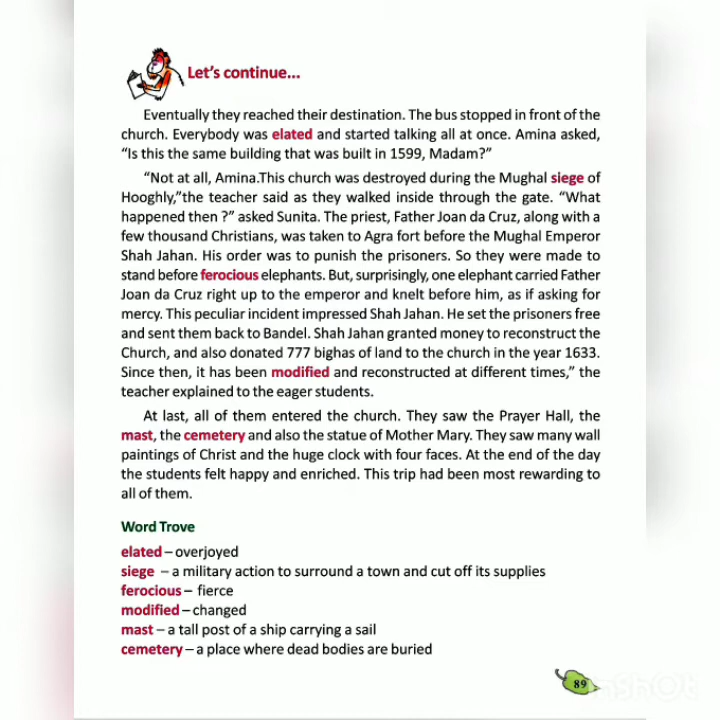 Let's continue...
Eventually they reached their destination. The bus stopped in front of the
church. Everybody was elated and started talking all at once. Amina asked,
"Is this the same building that was built in 1599, Madam?"
"Not at all, Amina.This church was destroyed during the Mughal siege of
Hooghly,"the teacher said as they walked inside through the gate. "What
happened then ?" asked Sunita. The priest, Father Joan da Cruz, along with a
few thousand Christians, was taken to Agra fort before the Mughal Emperor
Shah Jahan. His order was to punish the prisoners. So they were made to
stand before ferocious elephants. But, surprisingly, one elephant carried Father
Joan da Cruz right up to the emperor and knelt before him, as if asking for
mercy. This peculiar incident impressed Shah Jahan. He set the prisoners free
and sent them back to Bandel. Shah Jahan granted money to reconstruct the
Church, and also donated 777 bighas of land to the church in the year 1633.
Since then, it has been modified and reconstructed at different times," the
teacher explained to the eager students.
At last, all of them entered the church. They saw the Prayer Hall, the
mast, the cemetery and also the statue of Mother Mary. They saw many wall
paintings of Christ and the huge clock with four faces. At the end of the day
the students felt happy and enriched. This trip had been most rewarding to
all of them.
Word Trove
elated – overjoyed
siege – a military action to surround a town and cut off its supplies
ferocious – fierce
modified – changed
mast – a tall post of a ship carrying a sail
cemetery – a place where dead bodies are buried
89